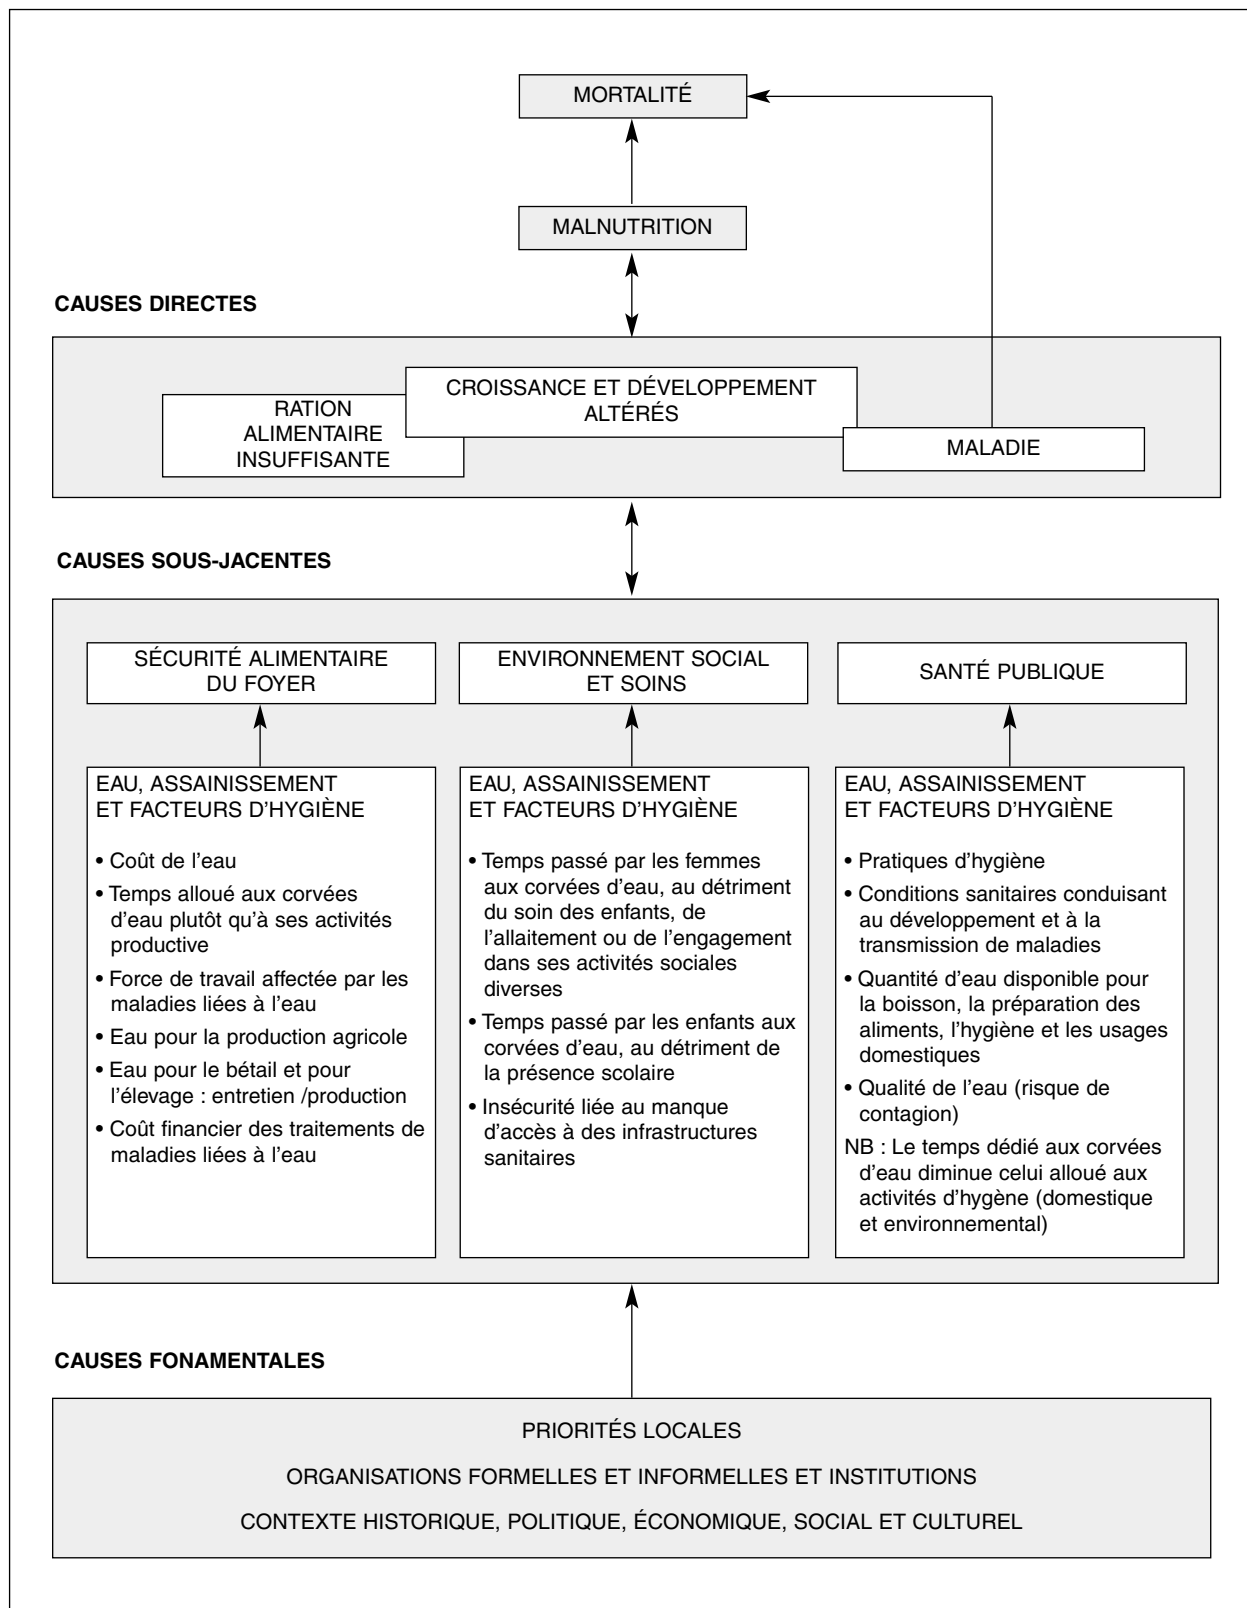 MORTALITÉ
MALNUTRITION
CAUSES DIRECTES
CROISSANCE ET DÉVELOPPEMENT
ALTÉRÉS
RATION
ALIMENTAIRE
INSUFFISANTE
MALADIE
CAUSES SOUS-JACENTES
SÉCURITÉ ALIMENTAIRE
DU FOYER
EAU, ASSAINISSEMENT
ET FACTEURS D’HYGIÈNE
• Coût de l’eau
• Temps alloué aux corvées
d’eau plutôt qu’à ses activités
productive
• Force de travail affectée par les
maladies liées à l’eau
• Eau pour la production agricole
• Eau pour le bétail et pour
l’élevage : entretien /production
• Coût financier des traitements de
maladies liées à l’eau
ENVIRONNEMENT SOCIAL
ET SOINS
EAU, ASSAINISSEMENT
ET FACTEURS D’HYGIÈNE
• Temps passé par les femmes
aux corvées d’eau, au détriment
du soin des enfants, de
l’allaitement ou de l’engagement
dans ses activités sociales
diverses
• Temps passé par les enfants aux
corvées d’eau, au détriment de
la présence scolaire
• Insécurité liée au manque
d’accès à des infrastructures
sanitaires
SANTÉ PUBLIQUE
EAU, ASSAINISSEMENT
ET FACTEURS D’HYGIÈNE
• Pratiques d’hygiène
• Conditions sanitaires conduisant
au développement et à la
transmission de maladies
• Quantité d’eau disponible pour
la boisson, la préparation des
aliments, l’hygiène et les usages
domestiques
• Qualité de l’eau (risque de
contagion)
NB : Le temps dédié aux corvées
d’eau diminue celui alloué aux
activités d’hygène (domestique
et environnemental)
CAUSES FONAMENTALES
PRIORITÉS LOCALES
ORGANISATIONS FORMELLES ET INFORMELLES ET INSTITUTIONS
CONTEXTE HISTORIQUE, POLITIQUE, ÉCONOMIQUE, SOCIAL ET CULTUREL